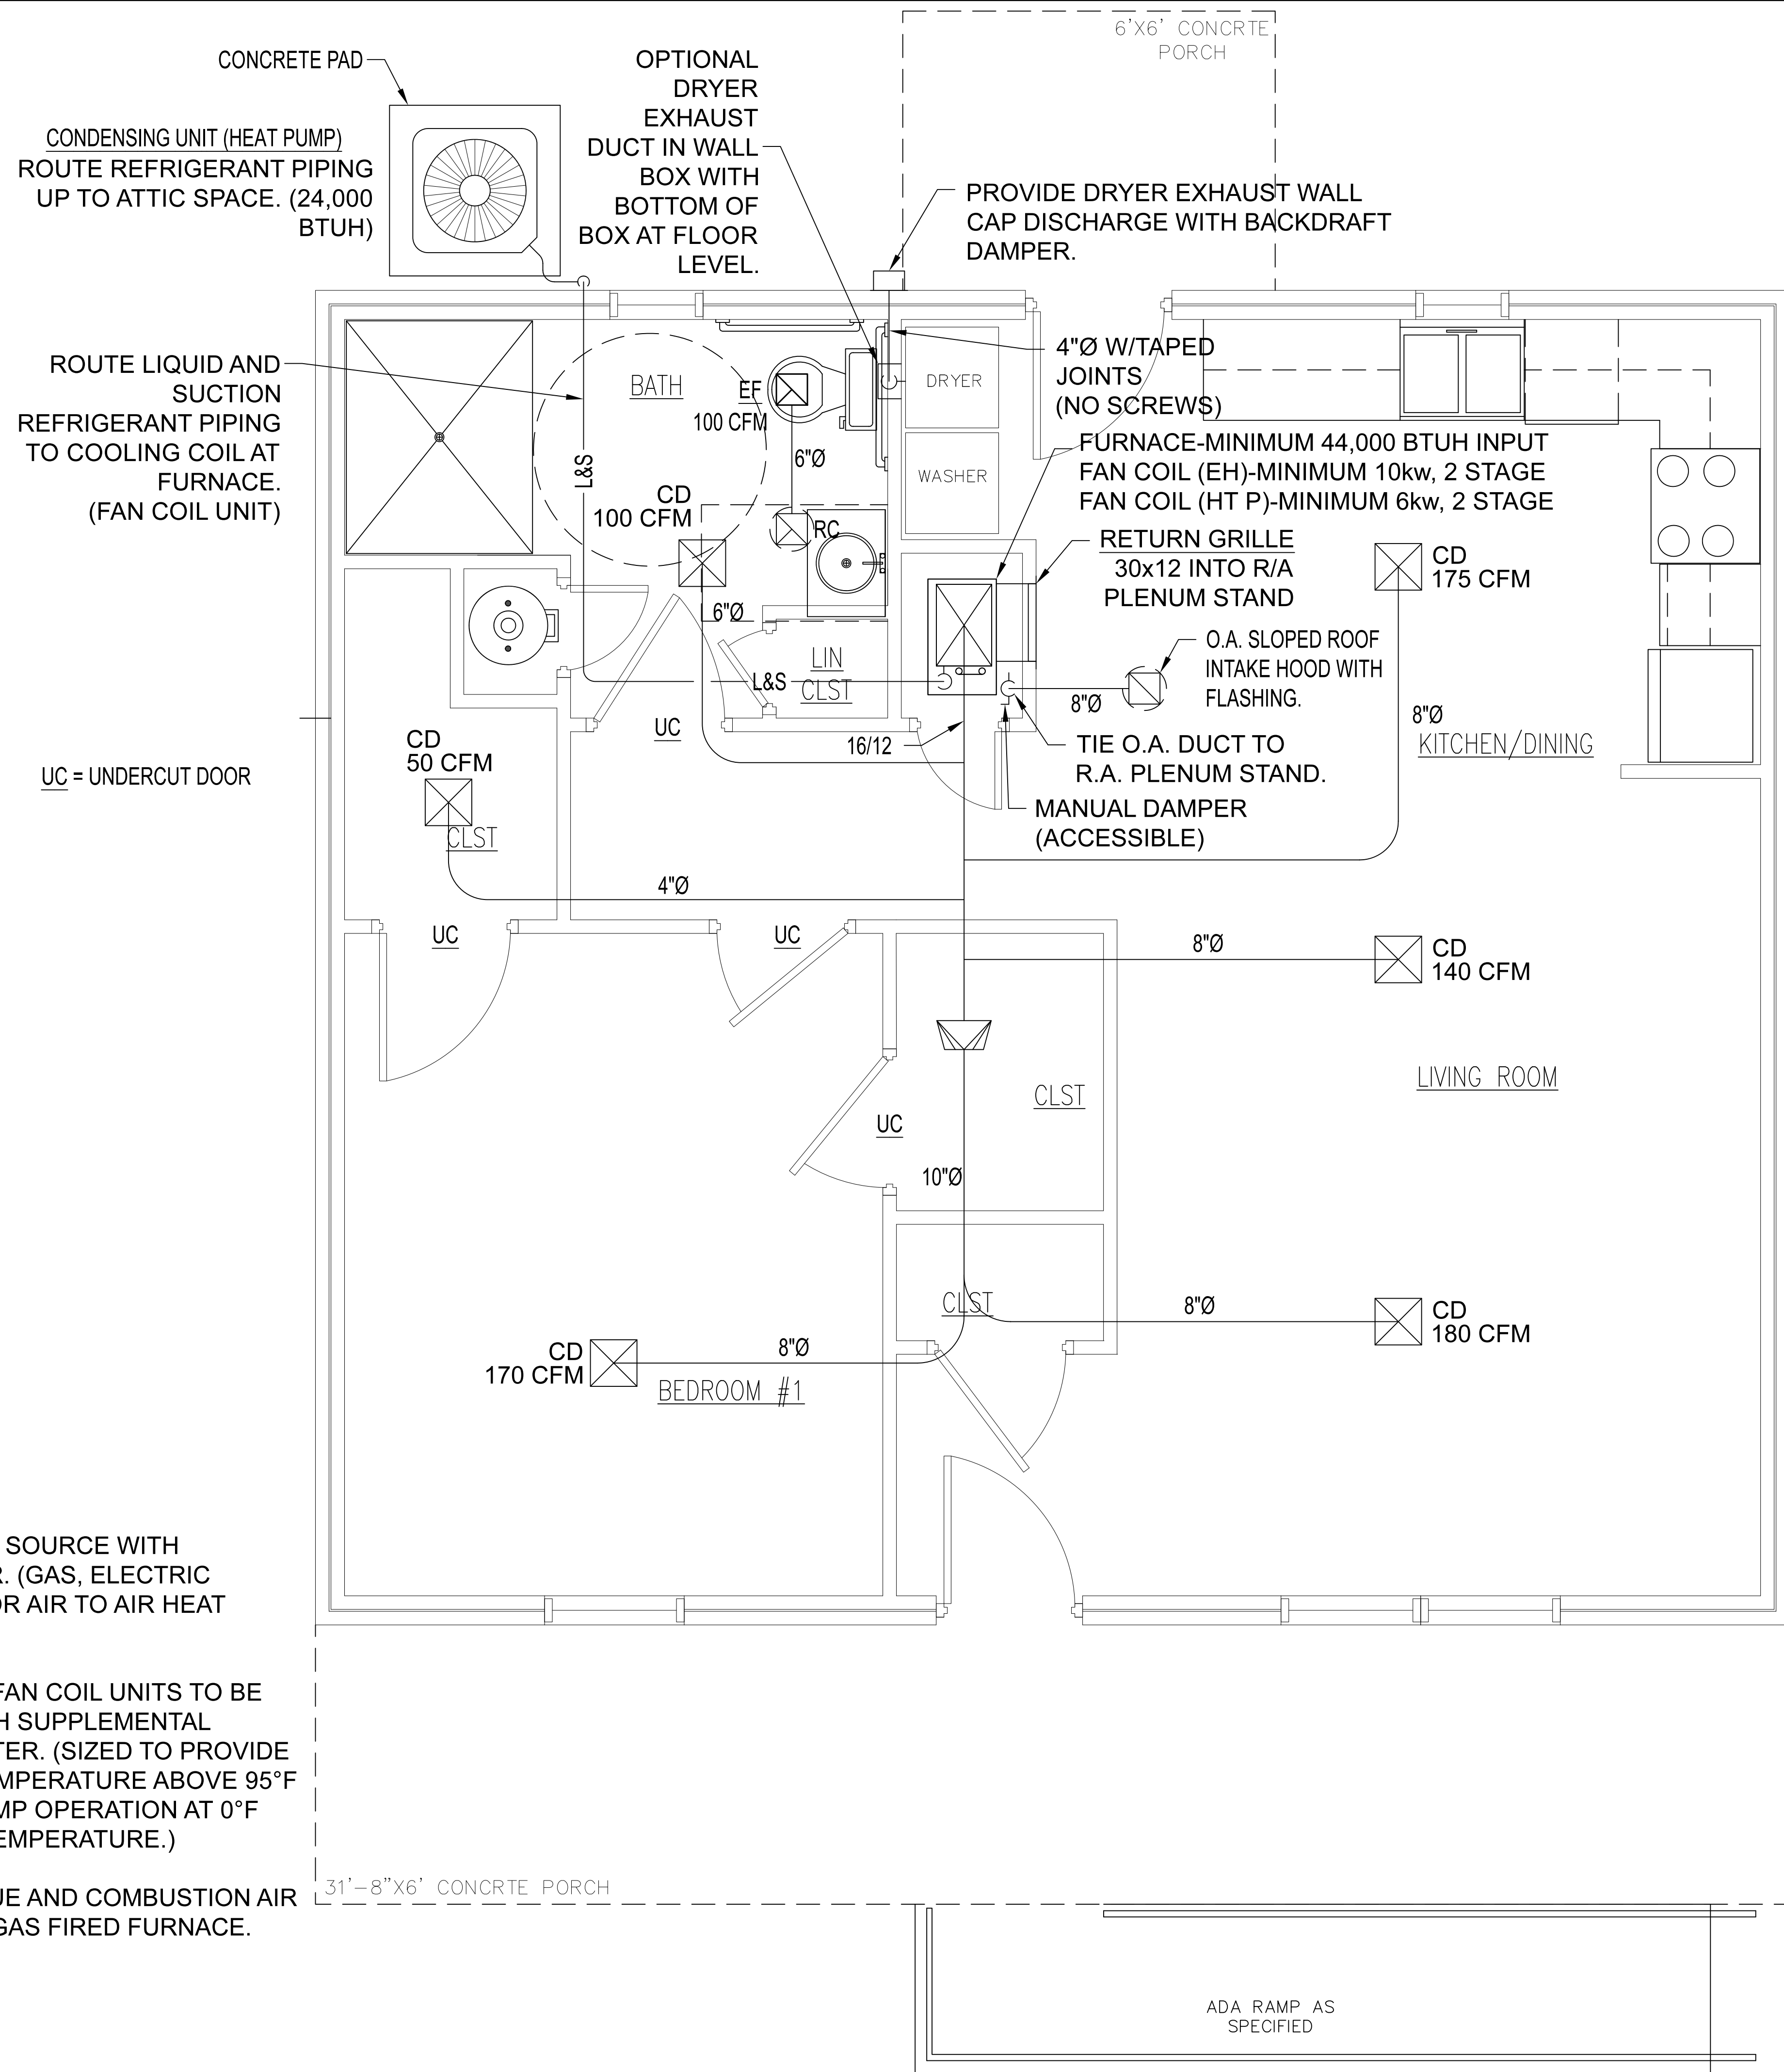 6'X6' CONCRTE
PORCH
CONCRETE PAD
CONDENSING UNIT (HEAT PUMP)
ROUTE REFRIGERANT PIPING
UP TO ATTIC SPACE. (24,000
BTUH)
OPTIONAL
DRYER
EXHAUST
DUCT IN WALL
BOX WITH
BOTTOM OF
BOX AT FLOOR
LEVEL.
PROVIDE DRYER EXHAUST WALL
CAP DISCHARGE WITH BACKDRAFT
DAMPER.
ROUTE LIQUID AND
SUCTION
REFRIGERANT PIPING
TO COOLING COIL AT
FURNACE.
(FAN COIL UNIT)
BATH
EF
100 CFM
6"Ø
L&S
CD
100 CFM
RC
6"Ø
DRYER
WASHER
4"Ø W/TAPED
JOINTS
(NO SCREWS)
FURNACE-MINIMUM 44,000 BTUH INPUT
FAN COIL (EH)-MINIMUM 10kw, 2 STAGE
FAN COIL (HT P)-MINIMUM 6kw, 2 STAGE
RETURN GRILLE
30x12 INTO R/A
PLENUM STAND
CD
175 CFM
O.A. SLOPED ROOF
INTAKE HOOD WITH
FLASHING.
LIN
CLST
L&S
8"Ø
8"Ø
KITCHEN/DINING
UC
16/12
TIE O.A. DUCT TO
R.A. PLENUM STAND.
MANUAL DAMPER
(ACCESSIBLE)
UC = UNDERCUT DOOR
CD
50 CFM
CLST
4"Ø
UC
UC
8"Ø
CD
140 CFM
LIVING ROOM
CLST
UC
10"Ø
CLST
8"Ø
CD
180 CFM
CD
170 CFM
8"Ø
BEDROOM #1
SOURCE WITH
R. (GAS, ELECTRIC
OR AIR TO AIR HEAT
FAN COIL UNITS TO BE
H SUPPLEMENTAL
TER. (SIZED TO PROVIDE
MPERATURE ABOVE 95°F
MP OPERATION AT 0°F
EMPERATURE.)
UE AND COMBUSTION AIR
GAS FIRED FURNACE.
31'-8"X6' CONCRTE PORCH
ADA RAMP AS
SPECIFIED